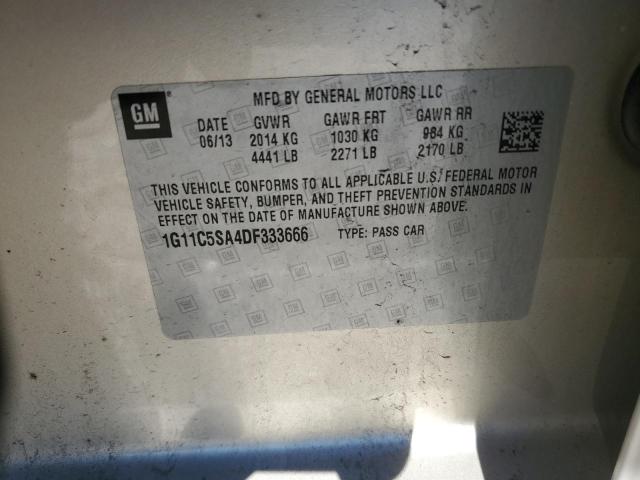 GM
MFD BY GENERAL MOTORS LLC
DATE GVWR GAWR FRT GAWR RR
06/13 2014 KG 1030 KG 984 KG
4441 LB 2271 LB 2170 LB
THIS VEHICLE CONFORMS TO ALL APPLICABLE U.S. FEDERAL MOTOR
VEHICLE SAFETY, BUMPER, AND THEFT PREVENTION STANDARDS IN
EFFECT ON THE DATE OF MANUFACTURE SHOWN ABOVE.
1G11C5SA4DF333666 TYPE: PASS CAR